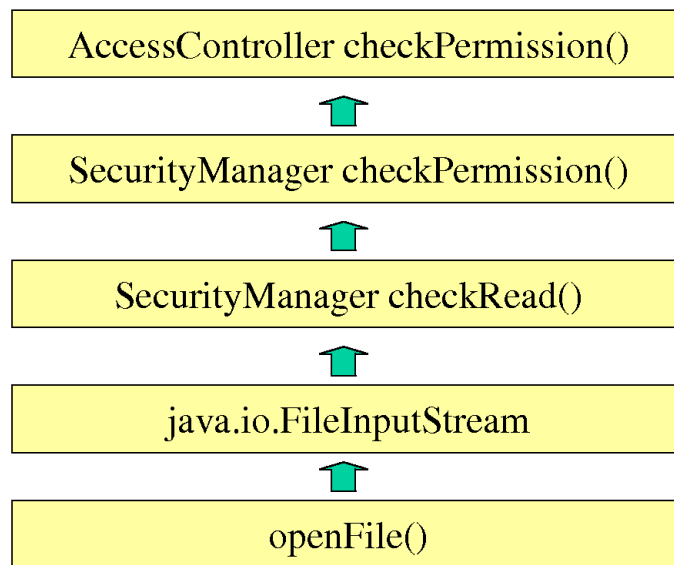 AccessController checkPermission()
SecurityManager checkPermission()
SecurityManager checkRead()
java.io.FileInputStream
openFile()